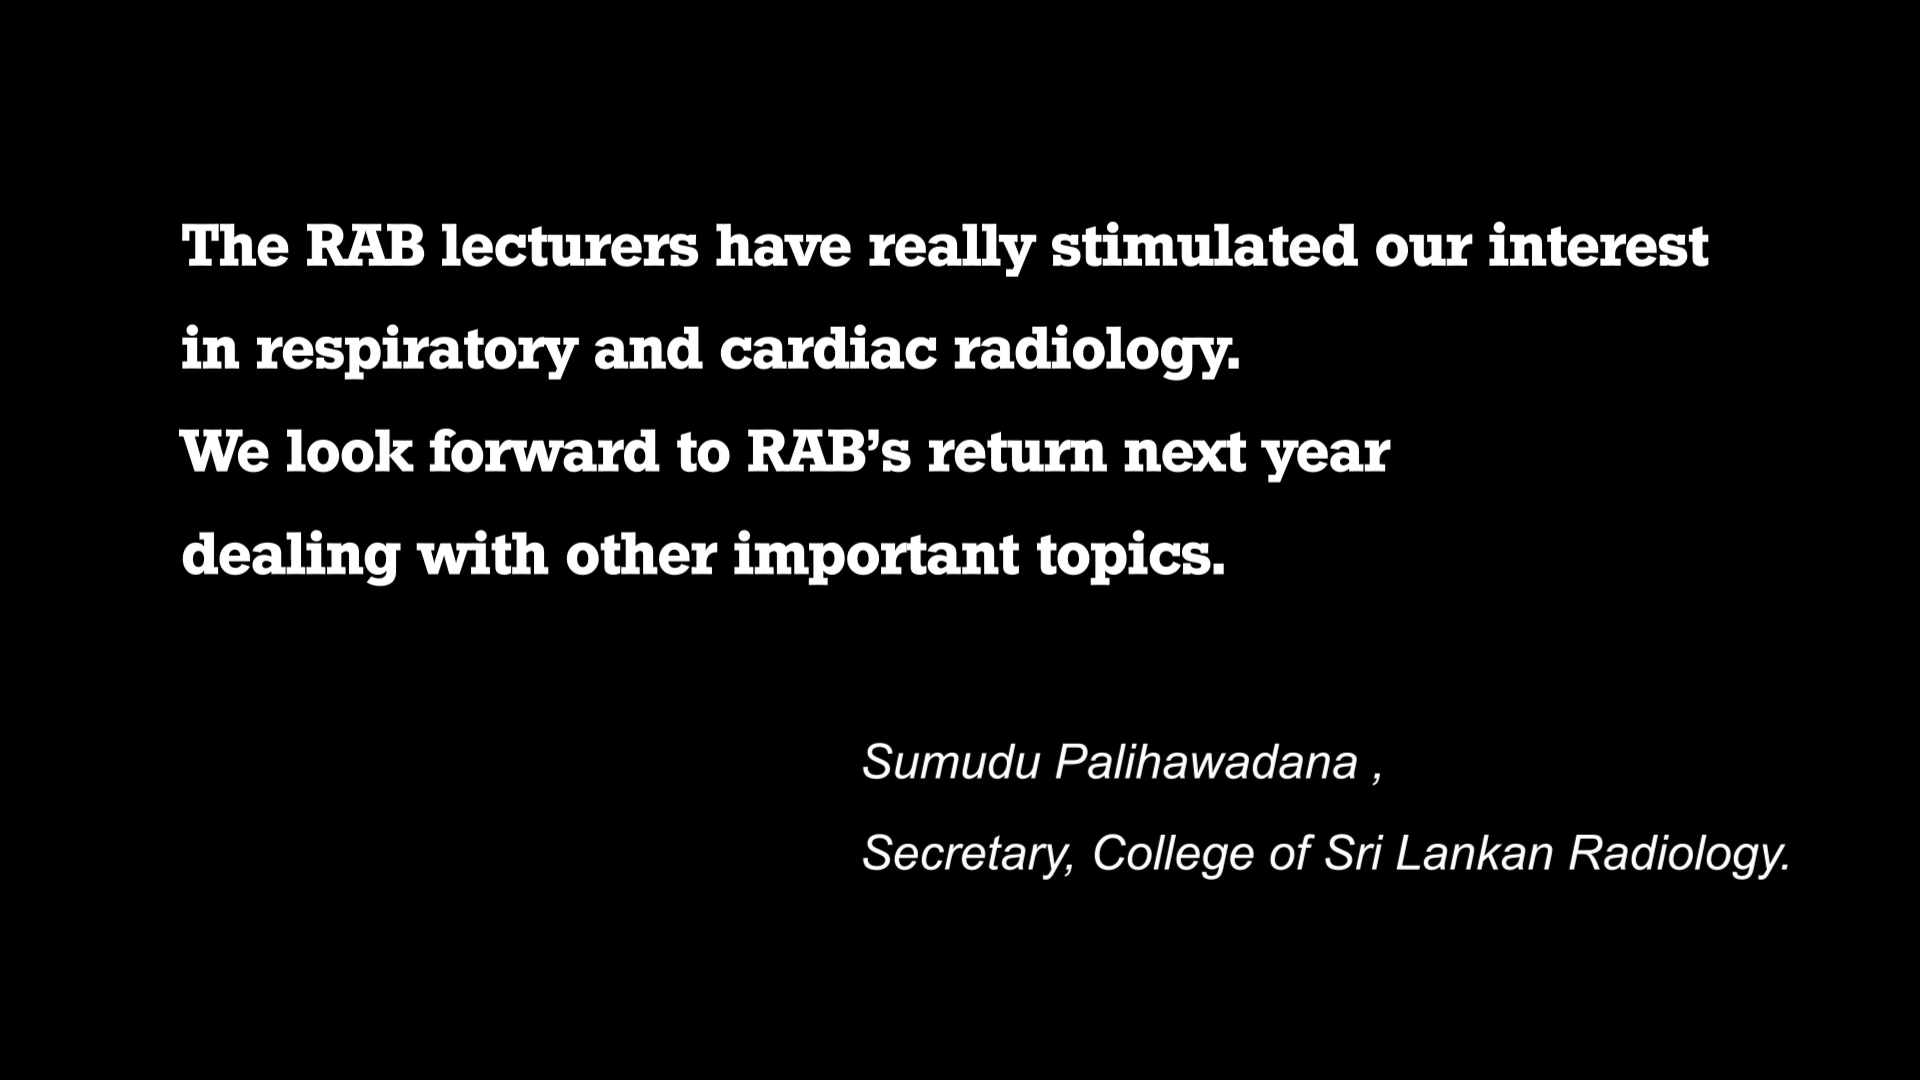 The RAB lecturers have really stimulated our interest
in respiratory and cardiac radiology.
We look forward to RAB’s return next year
dealing with other important topics.
Sumudu Palihawadana ,
Secretary, College of Sri Lankan Radiology.